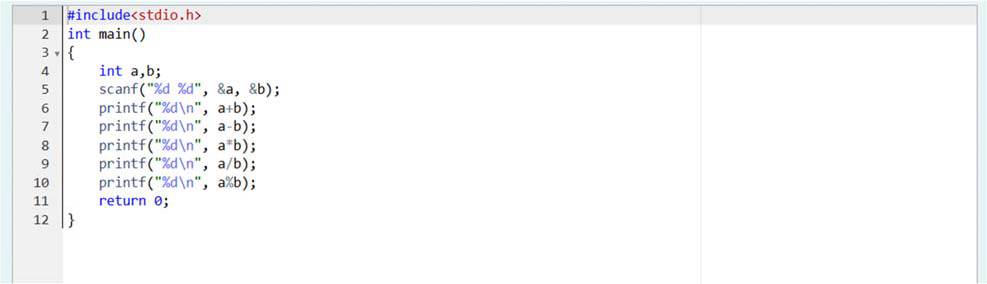 1 #include<stdio.h>
2 int main()
3 {
4     int a,b;
5     scanf("%d %d", &a, &b);
6     printf("%d\n", a+b);
7     printf("%d\n", a-b);
8     printf("%d\n", a*b);
9     printf("%d\n", a/b);
10     printf("%d\n", a%b);
11     return 0;
12 }